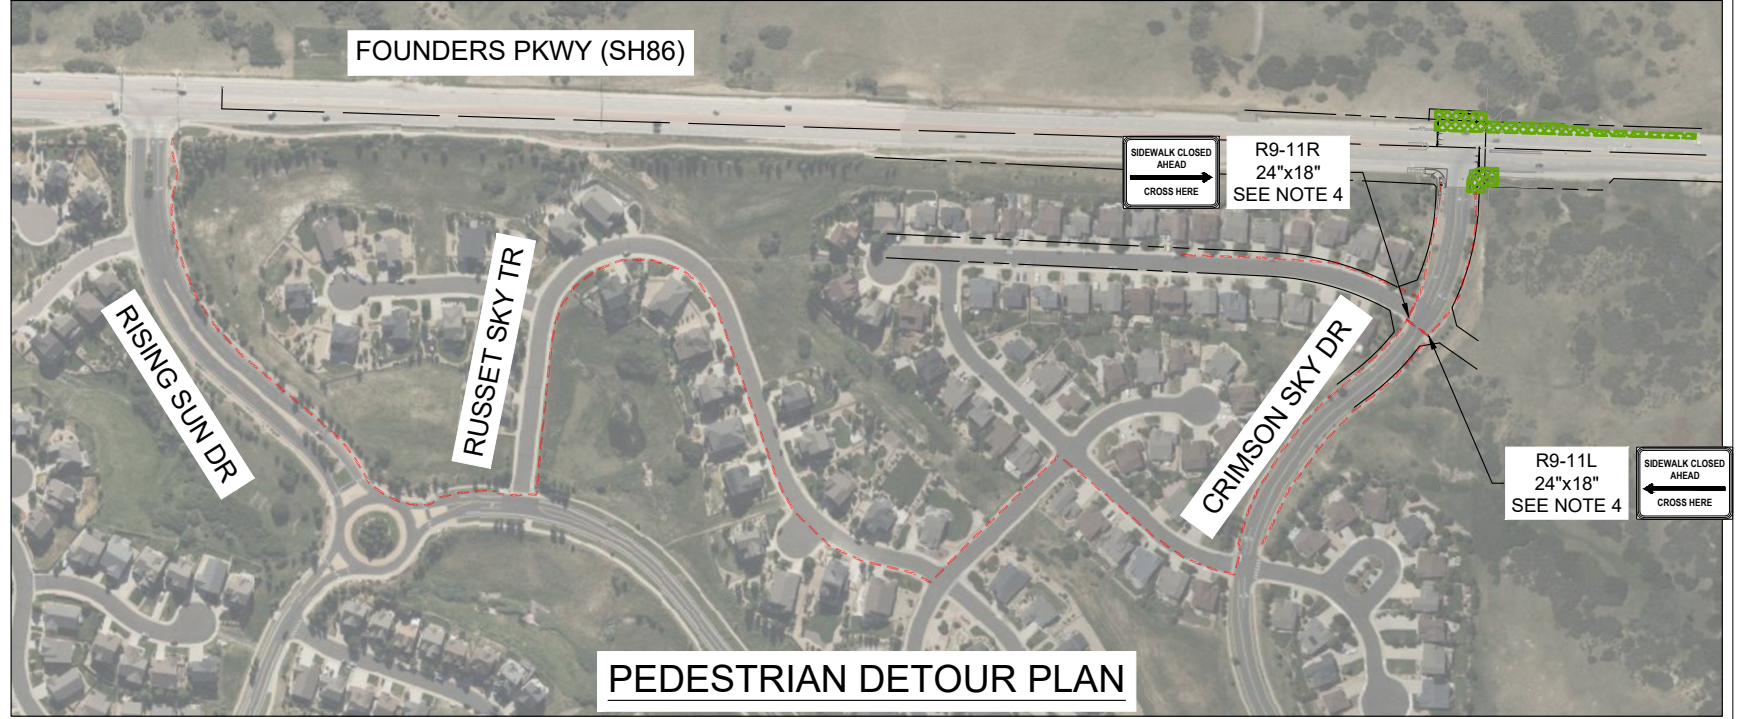 FOUNDERS PKWY (SH86)
SIDEWALK CLOSED
AHEAD
CROSS HERE
R9-11R
24"x18"
SEE NOTE 4
RISING SUN DR
RUSSET SKY TR
CRIMSON SKY DR
R9-11L
24"x18"
SEE NOTE 4
SIDEWALK CLOSED
AHEAD
CROSS HERE
PEDESTRIAN DETOUR PLAN